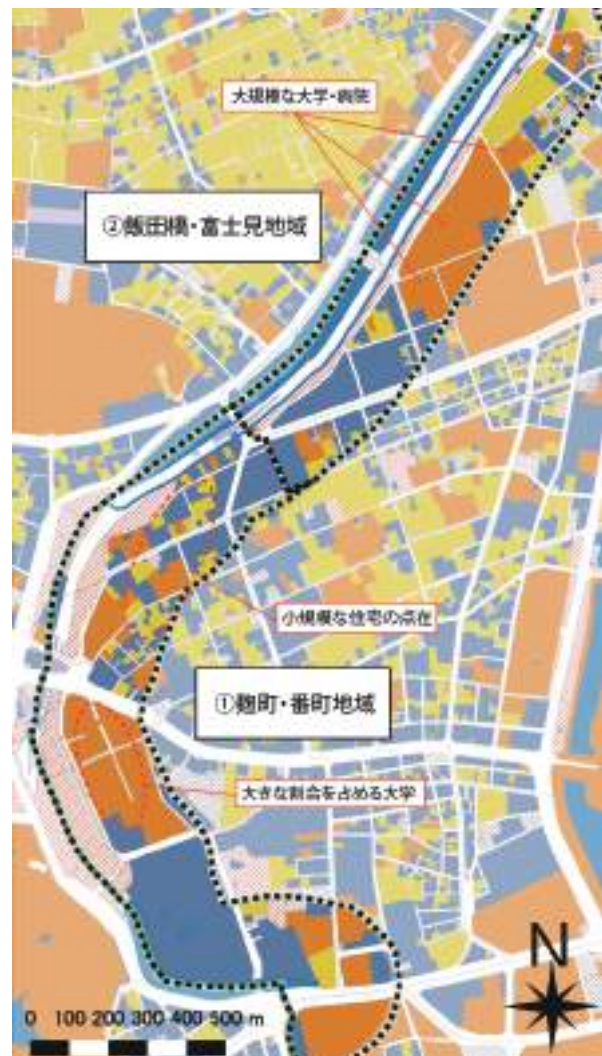 大規模な大学・病院
②飯田橋・富士見地域
小規模な住宅の点在
①麹町・番町地域
大きな割合を占める大学
N
0 100 200 300 400 500 m